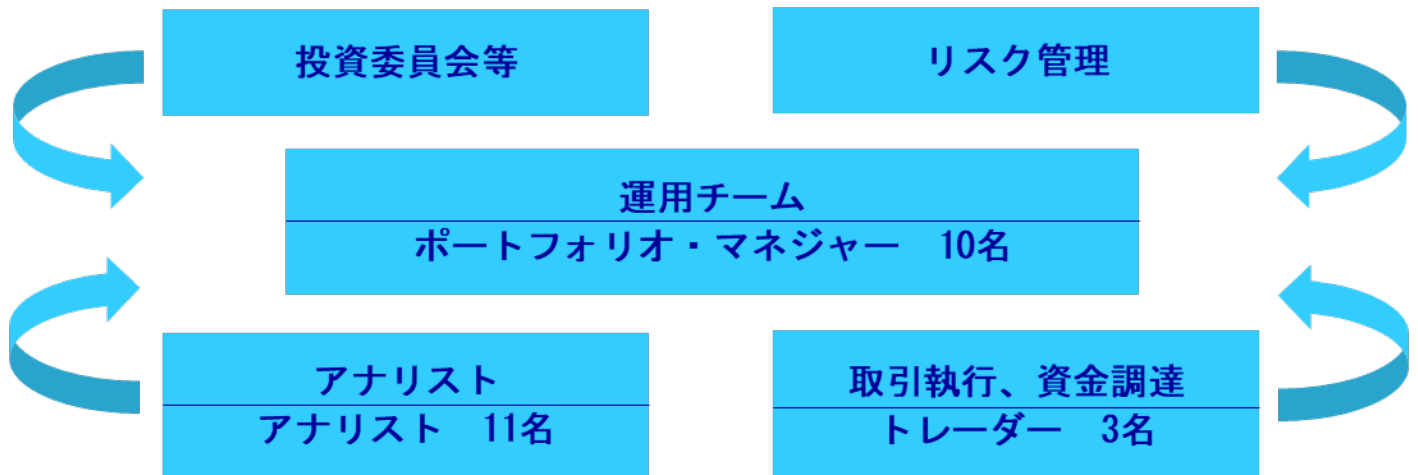 投資委員会等
リスク管理
運用チーム
ポートフォリオ・マネジャー　10名
アナリスト
アナリスト　11名
取引執行、資金調達
トレーダー　3名